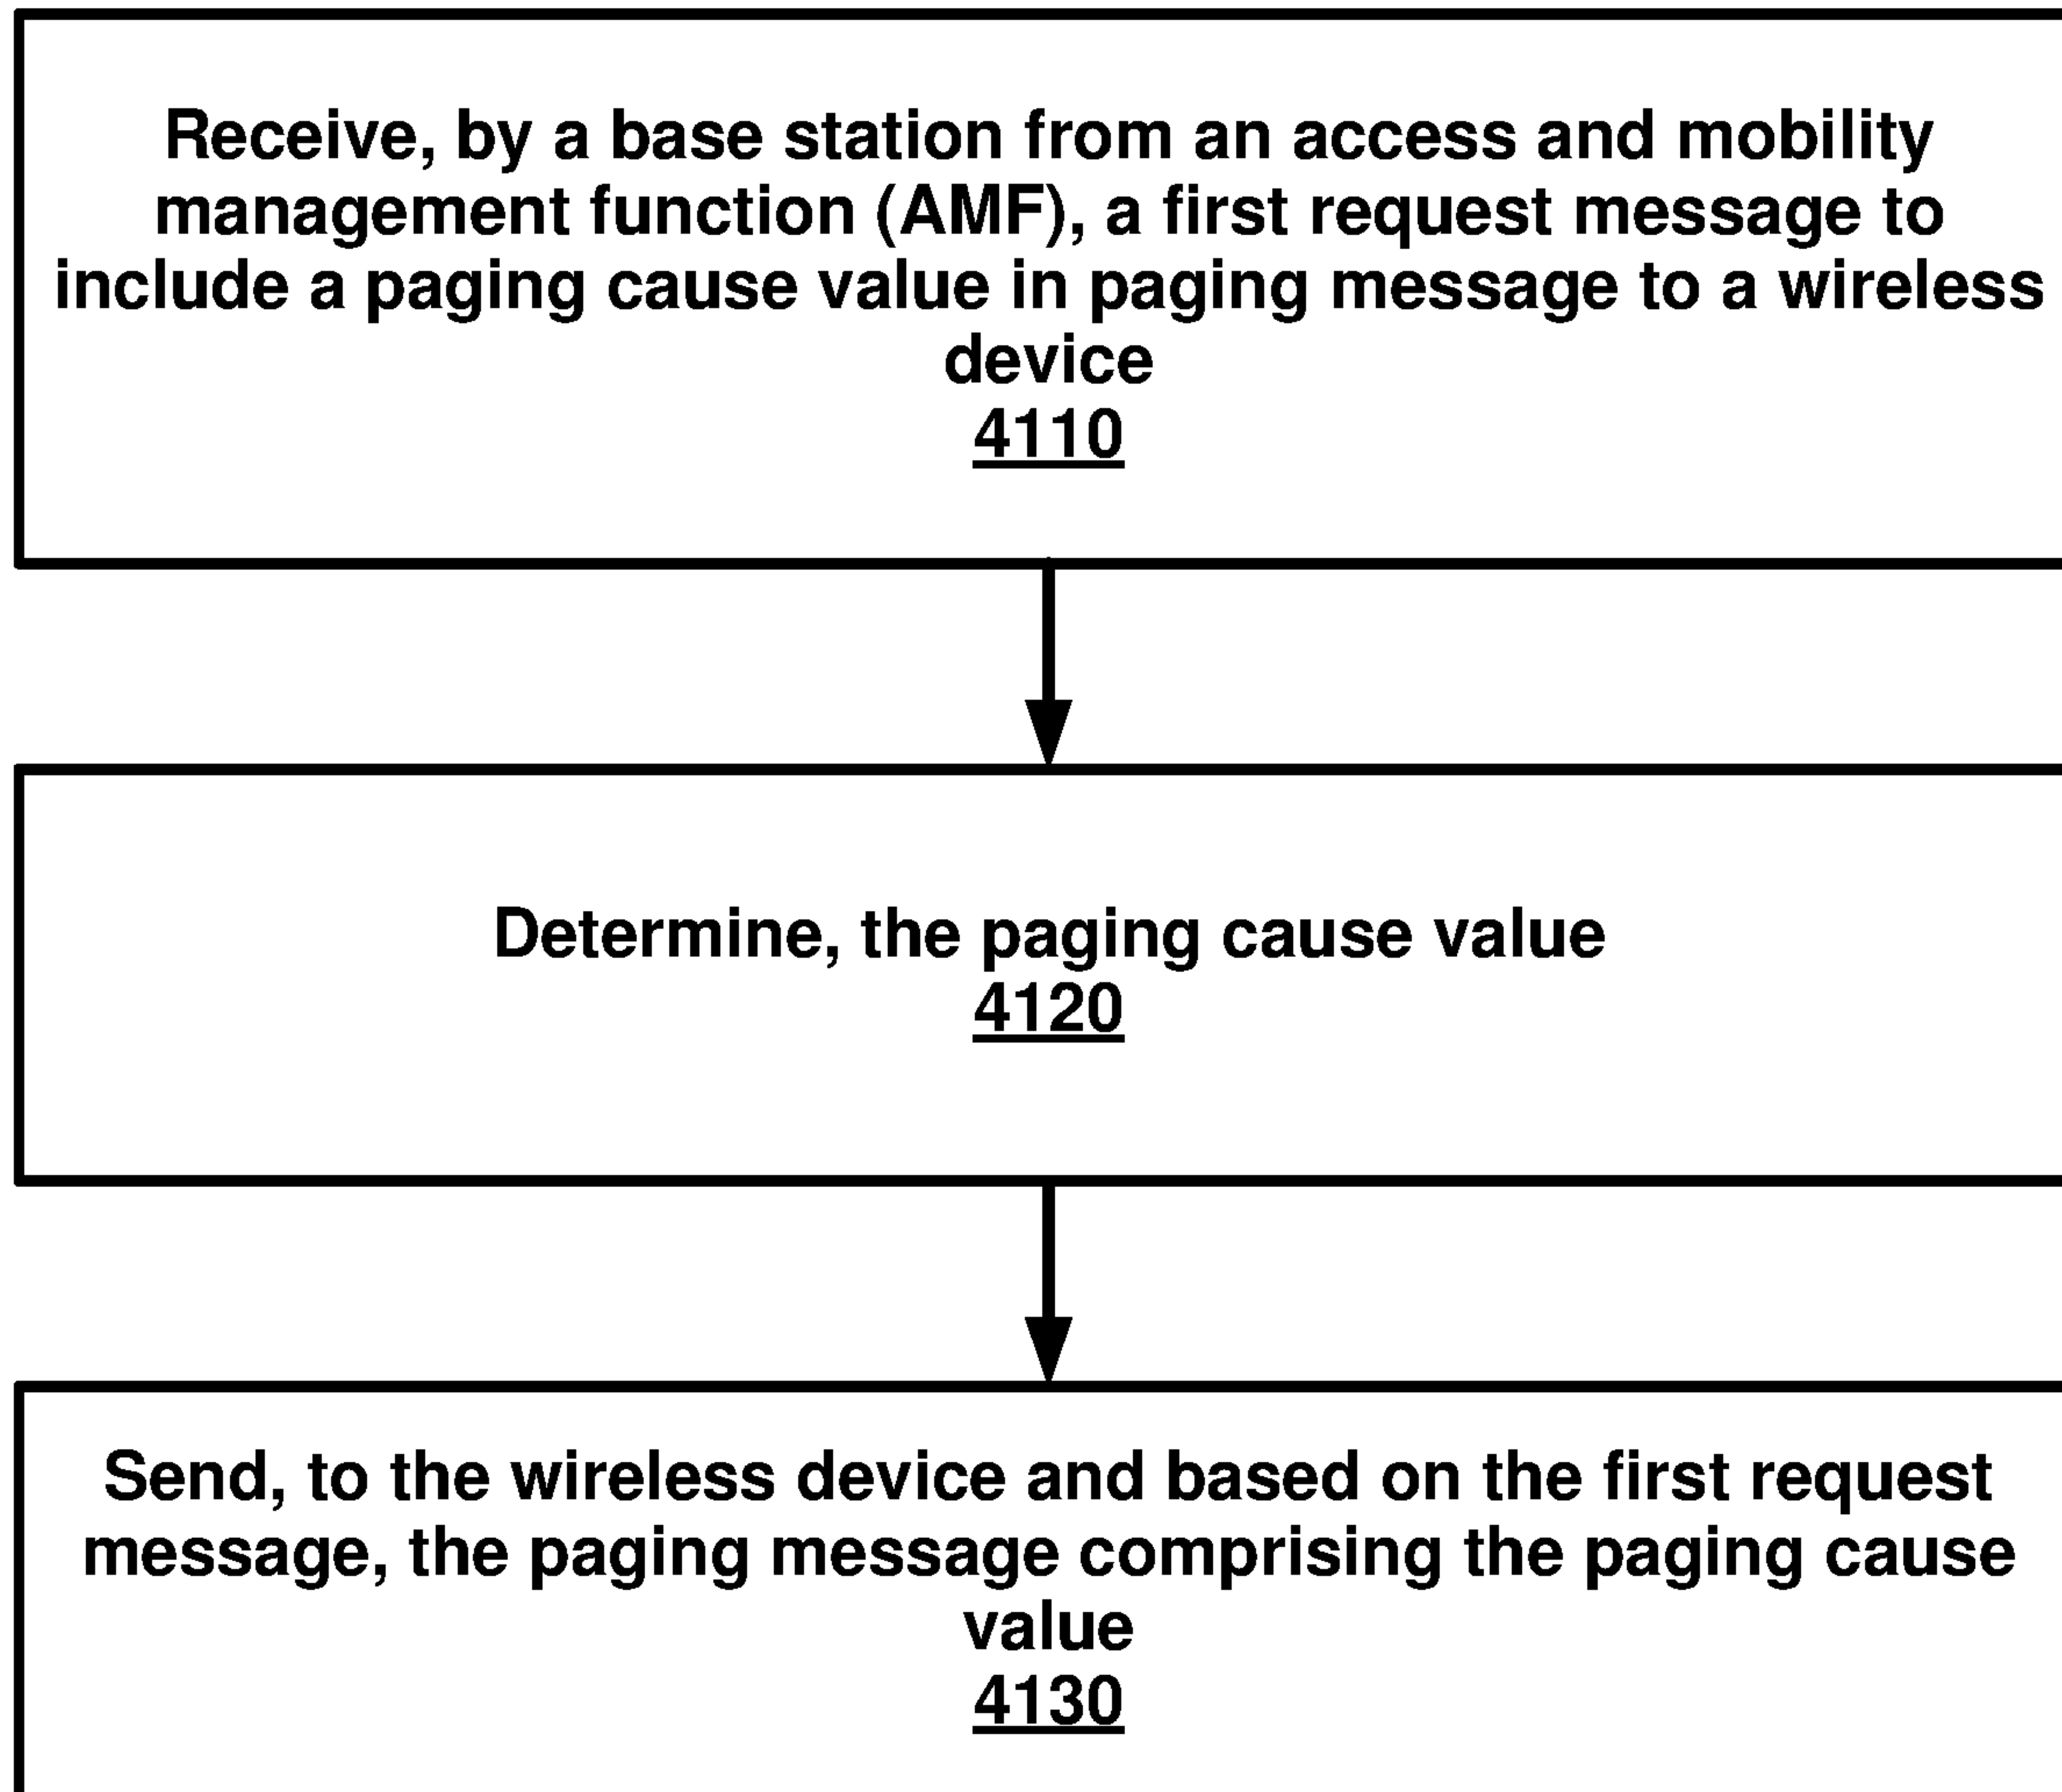 Receive, by a base station from an access and mobility
management function (AMF), a first request message to
include a paging cause value in paging message to a wireless
device
4110
Determine, the paging cause value
4120
Send, to the wireless device and based on the first request
message, the paging message comprising the paging cause
value
4130